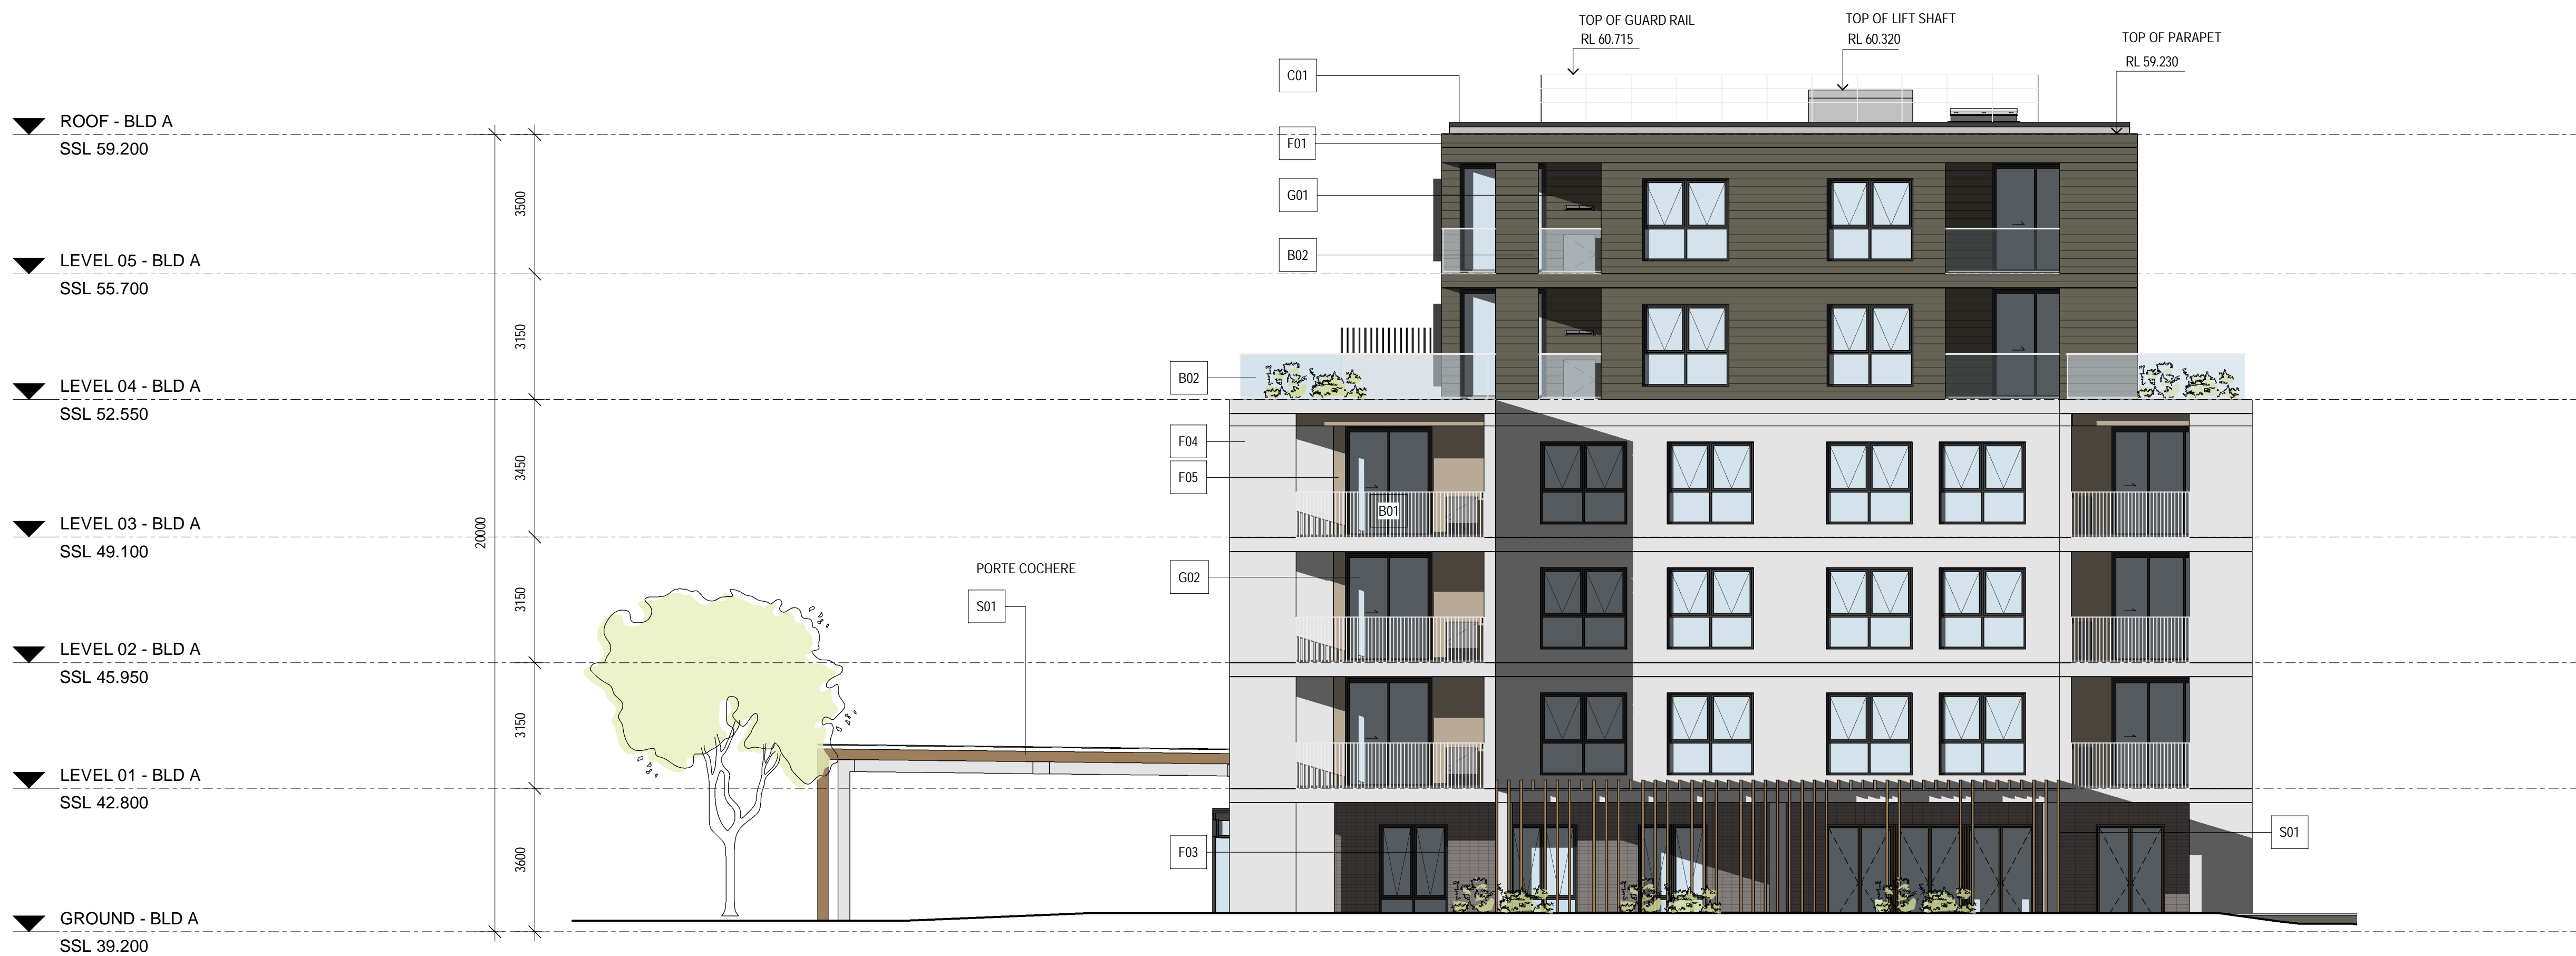 TOP OF GUARD RAIL
RL 60.715
TOP OF LIFT SHAFT
RL 60.320
TOP OF PARAPET
RL 59.230
C01
ROOF - BLD A
SSL 59.200
F01
3500
G01
B02
LEVEL 05 - BLD A
SSL 55.700
3150
B02
LEVEL 04 - BLD A
SSL 52.550
F04
3450
F05
B01
LEVEL 03 - BLD A
SSL 49.100
20000
PORTE COCHERE
G02
S01
3150
LEVEL 02 - BLD A
SSL 45.950
3150
LEVEL 01 - BLD A
SSL 42.800
S01
F03
3600
GROUND - BLD A
SSL 39.200